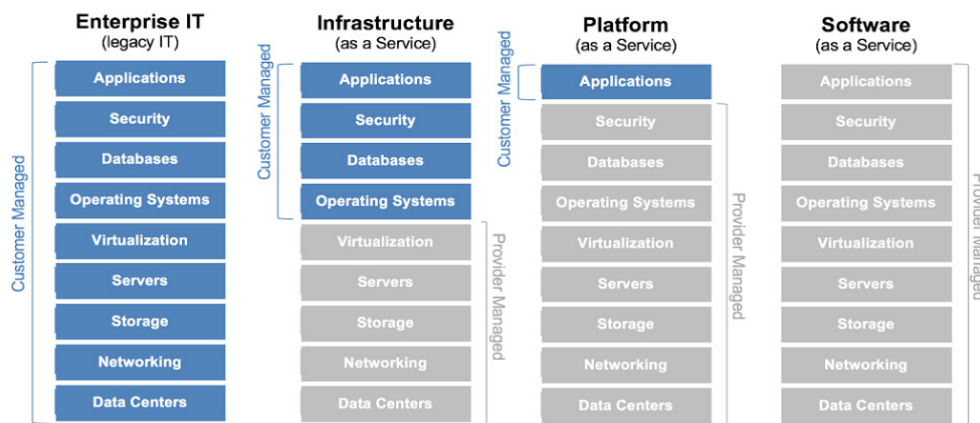 Enterprise IT
(legacy IT)
Customer Managed
Applications
Security
Databases
Operating Systems
Virtualization
Servers
Storage
Networking
Data Centers
Infrastructure
(as a Service)
Customer Managed
Applications
Security
Databases
Operating Systems
Virtualization
Servers
Storage
Networking
Data Centers
Provider Managed
Platform
(as a Service)
Customer Managed
Applications
Security
Databases
Operating Systems
Virtualization
Servers
Storage
Networking
Data Centers
Provider Managed
Software
(as a Service)
Applications
Security
Databases
Operating Systems
Virtualization
Servers
Storage
Networking
Data Centers
Provider Managed